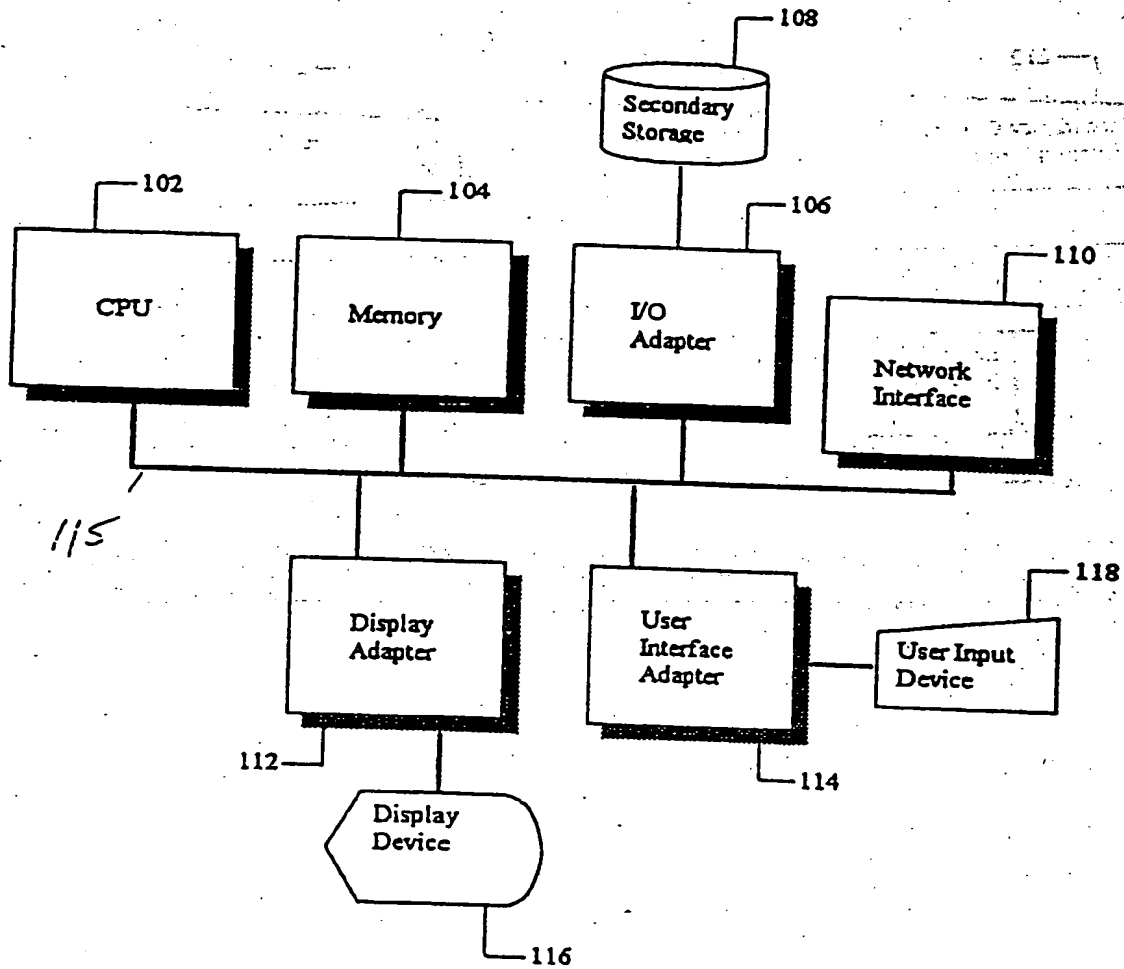 108
Secondary
Storage
102
104
106
110
CPU
Memory
I/O
Adapter
Network
Interface
115
118
Display
Adapter
User
Interface
Adapter
User Input
Device
112
114
Display
Device
116